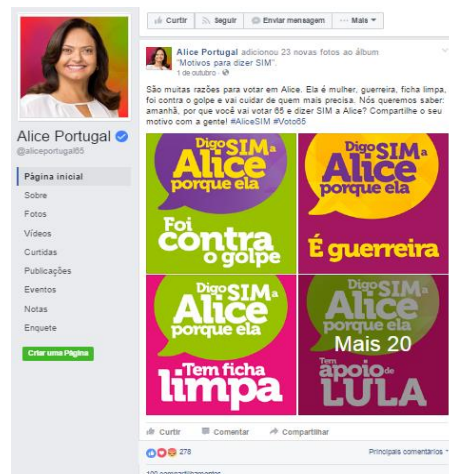 Curtir
Seguir
Enviar mensagem
Mais
Alice Portugal adicionou 23 novas fotos ao álbum
"Motivos para dizer SIM".
1 de outubro
São muitas razões para votar em Alice. Ela é mulher, guerreira, ficha limpa,
foi contra o golpe e vai cuidar de quem mais precisa. Nós queremos saber:
amanhã, por que você vai votar 65 e dizer SIM a Alice? Compartilhe o seu
motivo com a gente! #AliceSIM #Voto65
Alice Portugal
@aliceportugal65
Página inicial
Sobre
Fotos
Vídeos
Curtidas
Publicações
Eventos
Notas
Enquete
Criar uma Página
Digo SIM a
Alice
porque ela
Foi
contra
o golpe
Digo SIM a
Alice
porque ela
É guerreira
Digo SIM a
Alice
porque ela
Tem ficha
limpa
Digo SIM a
Alice
porque ela
Mais 20
Tem
apoio de
LULA
Curtir
Comentar
Compartilhar
278
Principais comentários
100 compartilhamentos